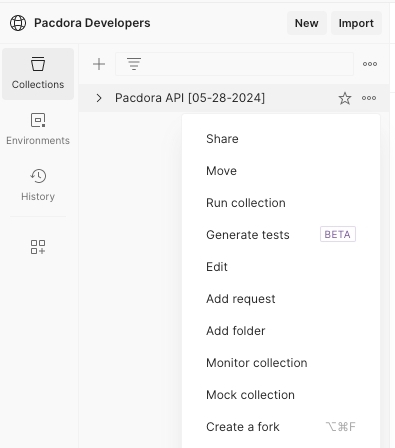 Pacdora Developers
New
Import
Collections
Pacdora API [05-28-2024]
Environments
History
Share
Move
Run collection
Generate tests BETA
Edit
Add request
Add folder
Monitor collection
Mock collection
Create a fork ⌥⌘F